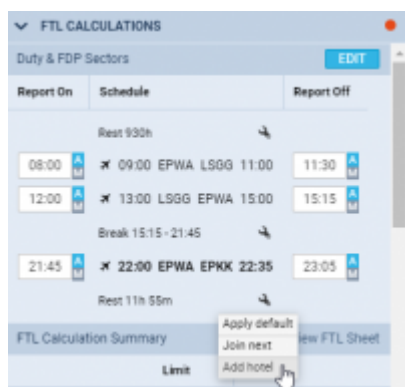 FTL CALCULATIONS
Duty & FDP Sectors EDIT
Report On Schedule Report Off
Rest 930h
08:00 A 09:00 EPWA LSGG 11:00 11:30 A
12:00 A 13:00 LSGG EPWA 15:00 15:15 A
Break 15:15 - 21:45
21:45 A 22:00 EPWA EPKK 22:35 23:05 A
Rest 11h 55m
Apply default
FTL Calculation Summary Join next iew FTL Sheet
Limit Add hotel